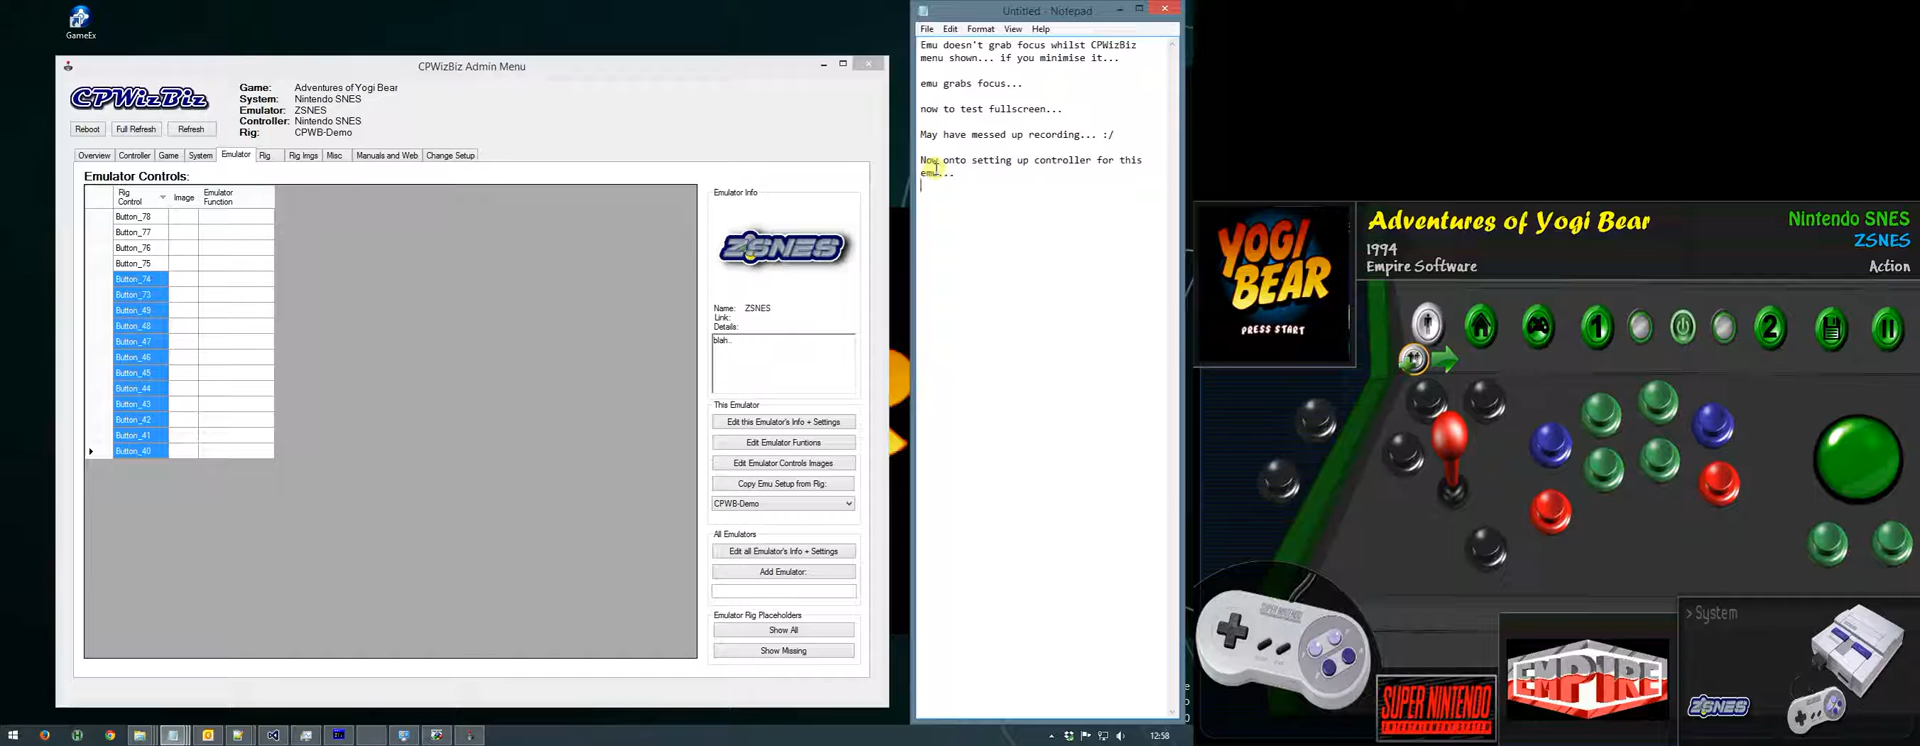 GameEx
CPWizBiz Admin Menu
CPWIZBIZ
Game: Adventures of Yogi Bear
System: Nintendo SNES
Emulator: ZSNES
Controller: Nintendo SNES
Rig: CPWB-Demo
Reboot Full Refresh Refresh
Overview Controller Game System Emulator Rig Rig Imgs Misc Manuals and Web Change Setup
Emulator Controls:
Rig Control Image Emulator Function
Button_78
Button_77
Button_76
Button_75
Button_74
Button_73
Button_49
Button_48
Button_47
Button_46
Button_45
Button_44
Button_43
Button_42
Button_41
Button_40
Emulator Info
ZSNES
Name: ZSNES
Link:
Details:
blah..
This Emulator
Edit this Emulator's Info + Settings
Edit Emulator Funtions
Edit Emulator Controls Images
Copy Emu Setup from Rig:
CPWB-Demo
All Emulators
Edit all Emulator's Info + Settings
Add Emulator:
Emulator Rig Placeholders
Show All
Show Missing
Untitled - Notepad
File Edit Format View Help
Emu doesn't grab focus whilst CPWizBiz
menu shown... if you minimise it...
emu grabs focus...
now to test fullscreen...
May have messed up recording... :/
Now onto setting up controller for this
emu...
12:58
YOGI
BEAR
PRESS START
Adventures of Yogi Bear
1994
Empire Software
Nintendo SNES
ZSNES
Action
1
2
SUPER NINTENDO
SUPER NINTENDO
ENTERTAINMENT SYSTEM
EMPIRE
> System
ZSNES